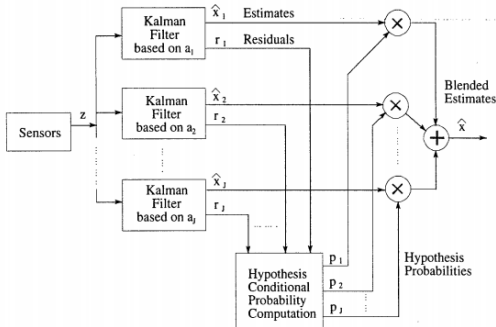 Kalman
Filter
based on a1
x̂1 Estimates
r1 Residuals
×
Blended
Estimates
Sensors
z
Kalman
Filter
based on a2
x̂2
r2
×
+
x̂
Kalman
Filter
based on aJ
x̂J
rJ
×
Hypothesis
Conditional
Probability
Computation
p1
p2
pJ
Hypothesis
Probabilities